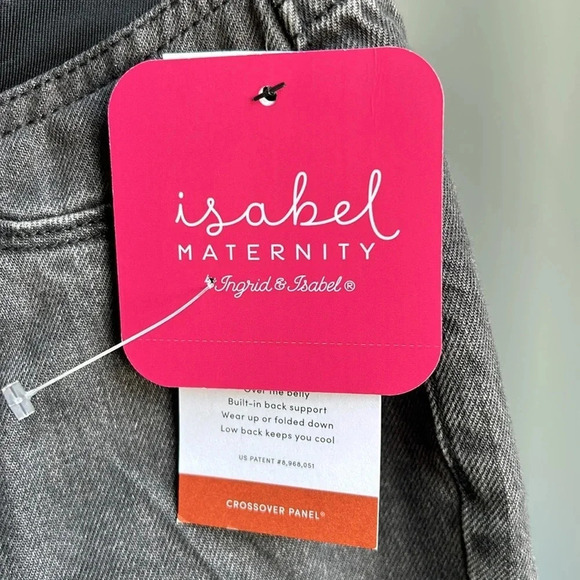 isabel
MATERNITY
by Ingrid & Isabel ®
Over the belly
Built-in back support
Wear up or folded down
Low back keeps you cool
US PATENT #8,968,051
CROSSOVER PANEL®